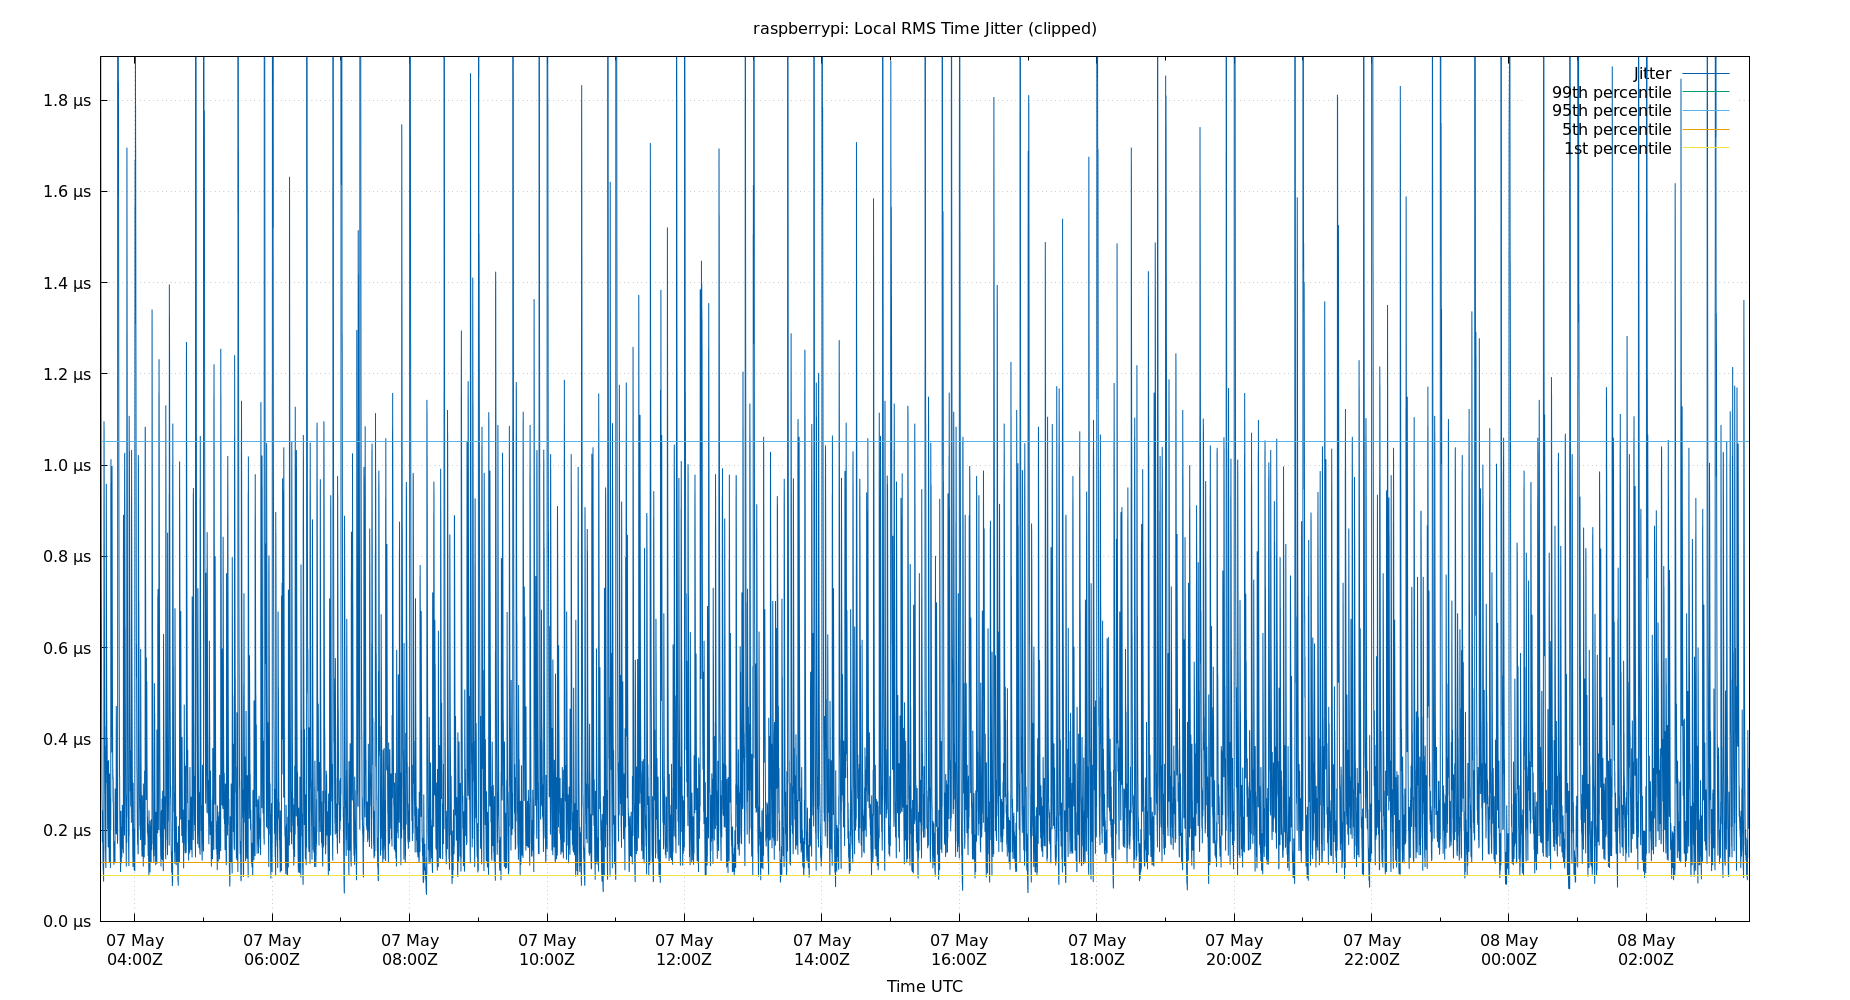 raspberrypi: Local RMS Time Jitter (clipped)
Jitter
99th percentile
95th percentile
5th percentile
1st percentile
1.8 µs
1.6 µs
1.4 µs
1.2 µs
1.0 µs
0.8 µs
0.6 µs
0.4 µs
0.2 µs
0.0 µs
07 May 07 May 07 May 07 May 07 May 07 May 07 May 07 May 07 May 07 May 08 May 08 May
04:00Z 06:00Z 08:00Z 10:00Z 12:00Z 14:00Z 16:00Z 18:00Z 20:00Z 22:00Z 00:00Z 02:00Z
Time UTC